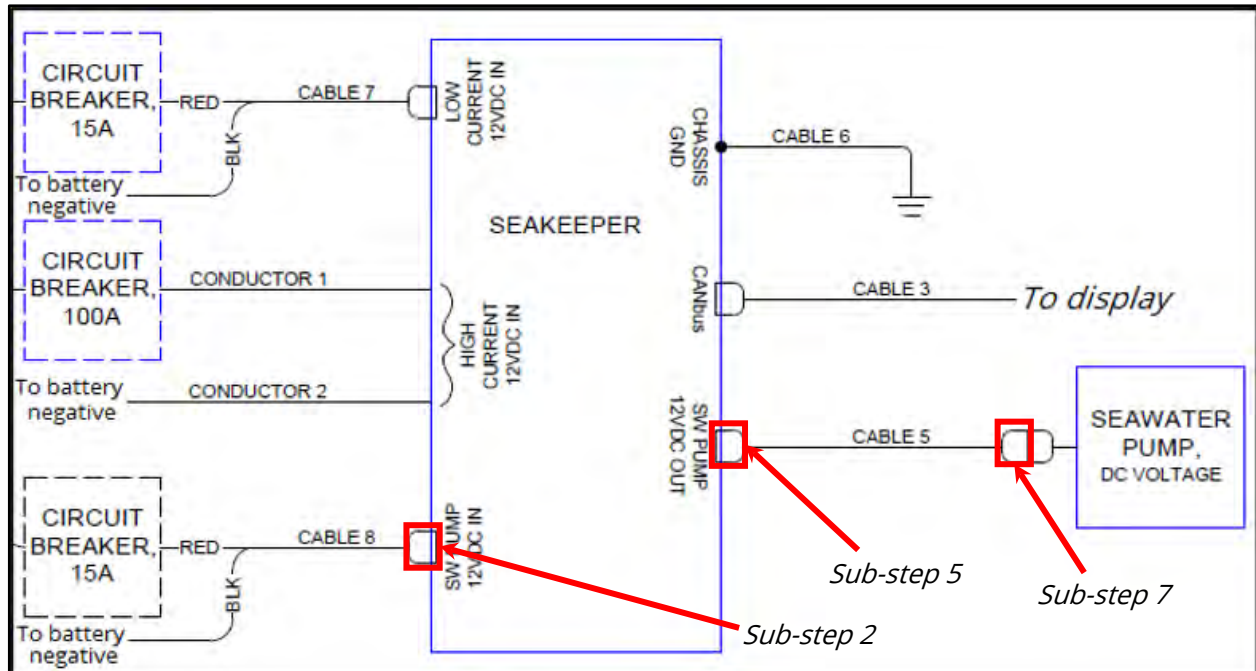 CIRCUIT
BREAKER,
15A
RED
BLK
CABLE 7
To battery
negative
LOW
CURRENT
12VDC IN
CHASSIS
GND
CABLE 6
SEAKEEPER
CIRCUIT
BREAKER,
100A
CONDUCTOR 1
HIGH
CURRENT
12VDC IN
CANbus
CABLE 3
To display
To battery
negative
CONDUCTOR 2
SW PUMP
12VDC OUT
CABLE 5
SEAWATER
PUMP,
DC VOLTAGE
CIRCUIT
BREAKER,
15A
RED
BLK
CABLE 8
SW PUMP
12VDC IN
To battery
negative
Sub-step 5
Sub-step 7
Sub-step 2